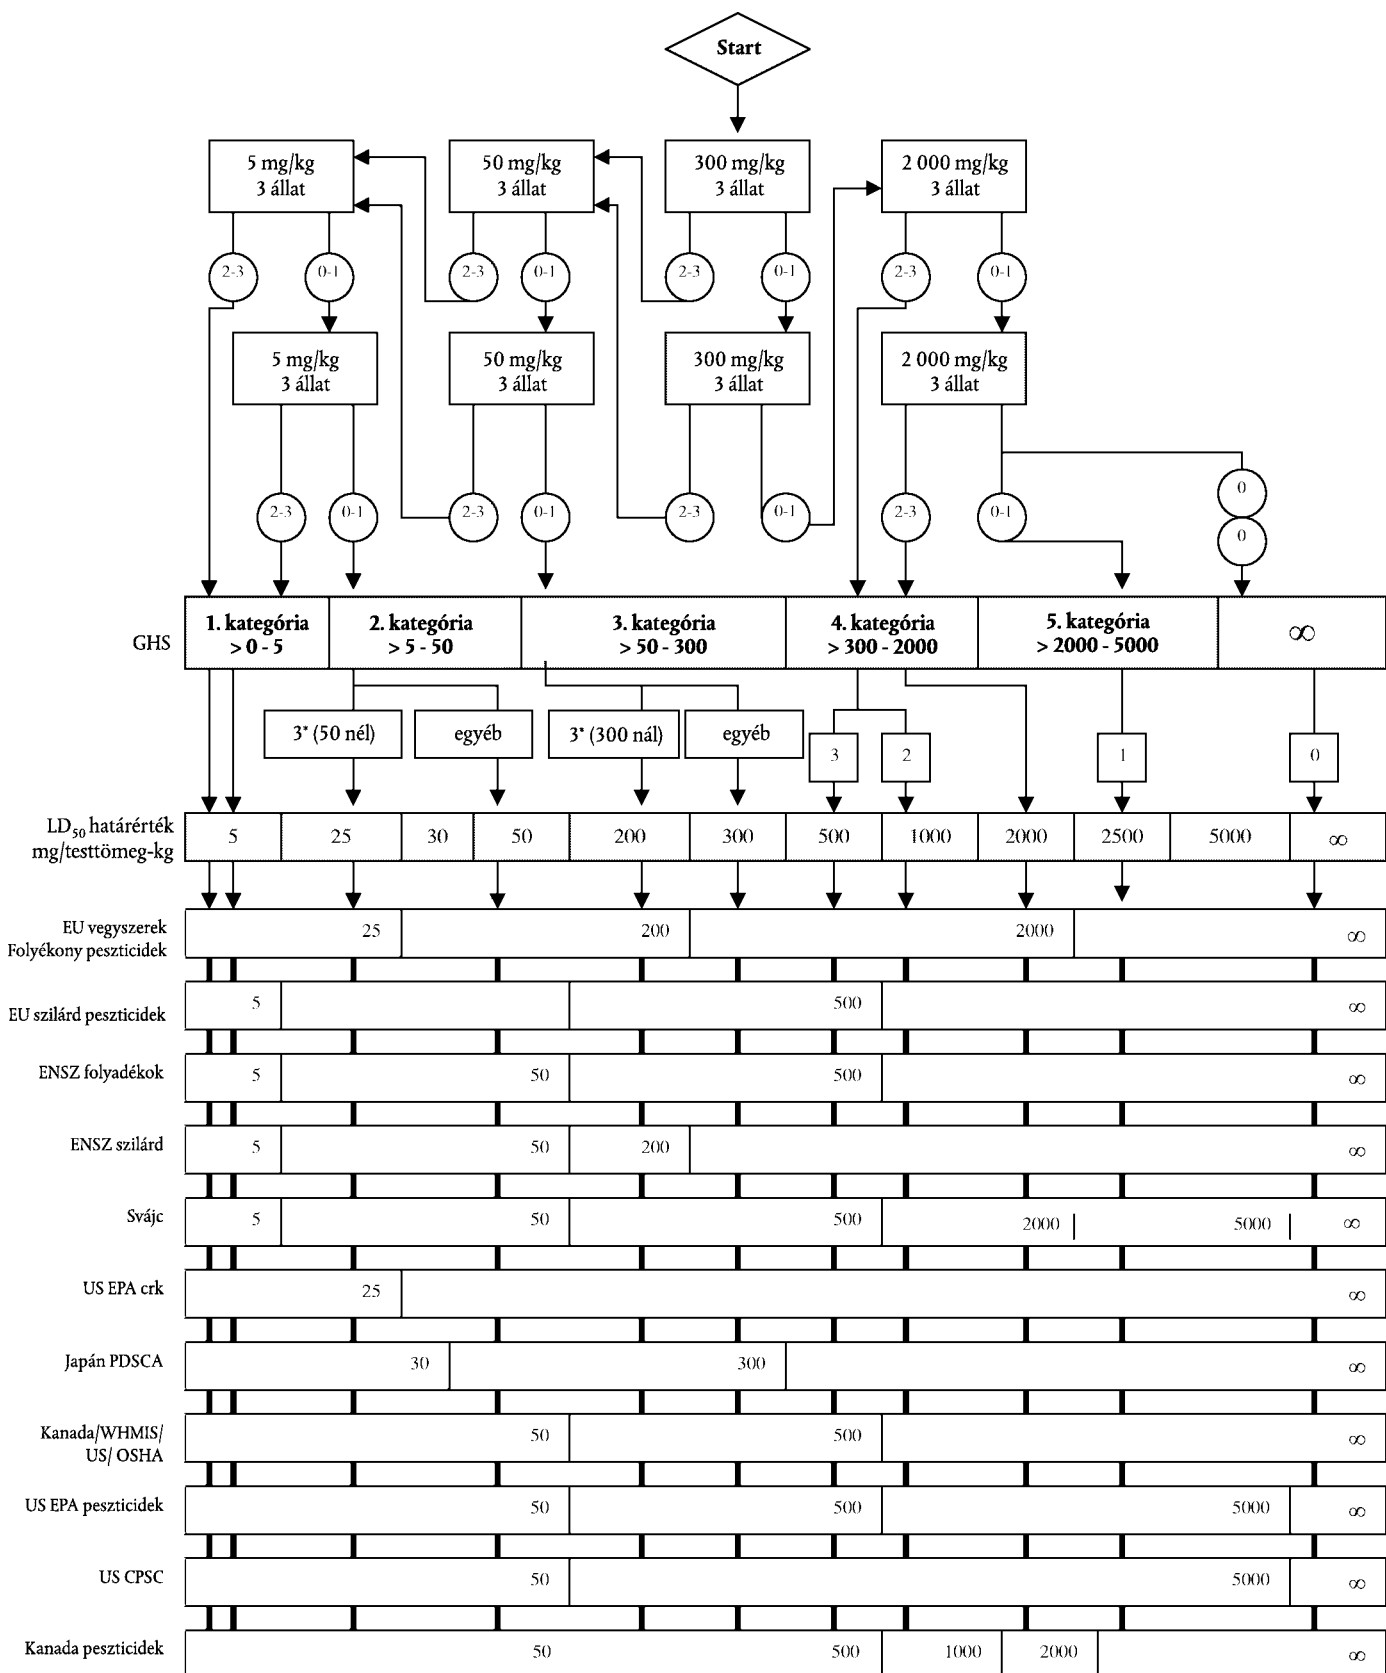 Start
5 mg/kg
3 állat
50 mg/kg
3 állat
300 mg/kg
3 állat
2 000 mg/kg
3 állat
2-3
0-1
2-3
0-1
2-3
0-1
2-3
0-1
5 mg/kg
3 állat
50 mg/kg
3 állat
300 mg/kg
3 állat
2 000 mg/kg
3 állat
2-3
0-1
2-3
0-1
2-3
0-1
2-3
0-1
0
0
GHS
1. kategória
> 0 - 5
2. kategória
> 5 - 50
3. kategória
> 50 - 300
4. kategória
> 300 - 2000
5. kategória
> 2000 - 5000
∞
3* (50 nél)
egyéb
3* (300 nál)
egyéb
3
2
1
0
LD50 határérték
mg/testtömeg-kg
5 25 30 50 200 300 500 1000 2000 2500 5000 ∞
EU vegyszerek
Folyékony peszticidek
25 200 2000 ∞
EU szilárd peszticidek
5 500 ∞
ENSZ folyadékok
5 50 500 ∞
ENSZ szilárd
5 50 200 ∞
Svájc
5 50 500 2000 5000 ∞
US EPA crk
25 ∞
Japán PDSCA
30 300 ∞
Kanada/WHMIS/
US/ OSHA
50 500 ∞
US EPA peszticidek
50 500 5000 ∞
US CPSC
50 5000 ∞
Kanada peszticidek
50 500 1000 2000 ∞